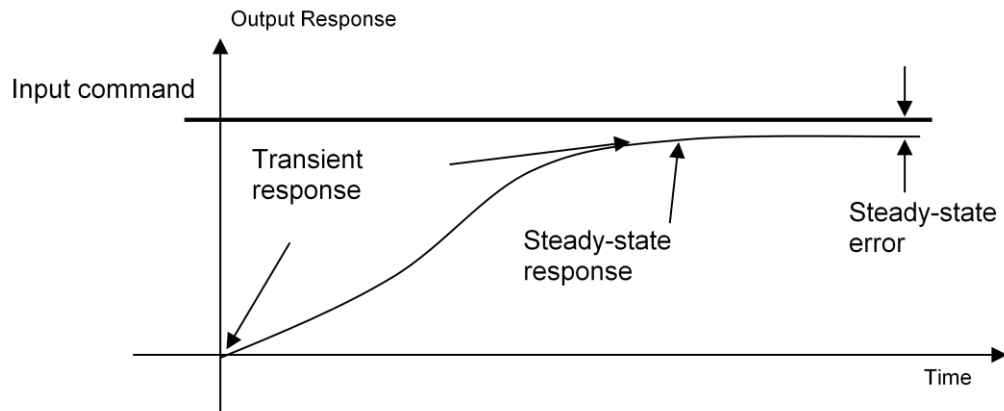 Output Response
Input command
Transient
response
Steady-state
response
Steady-state
error
Time